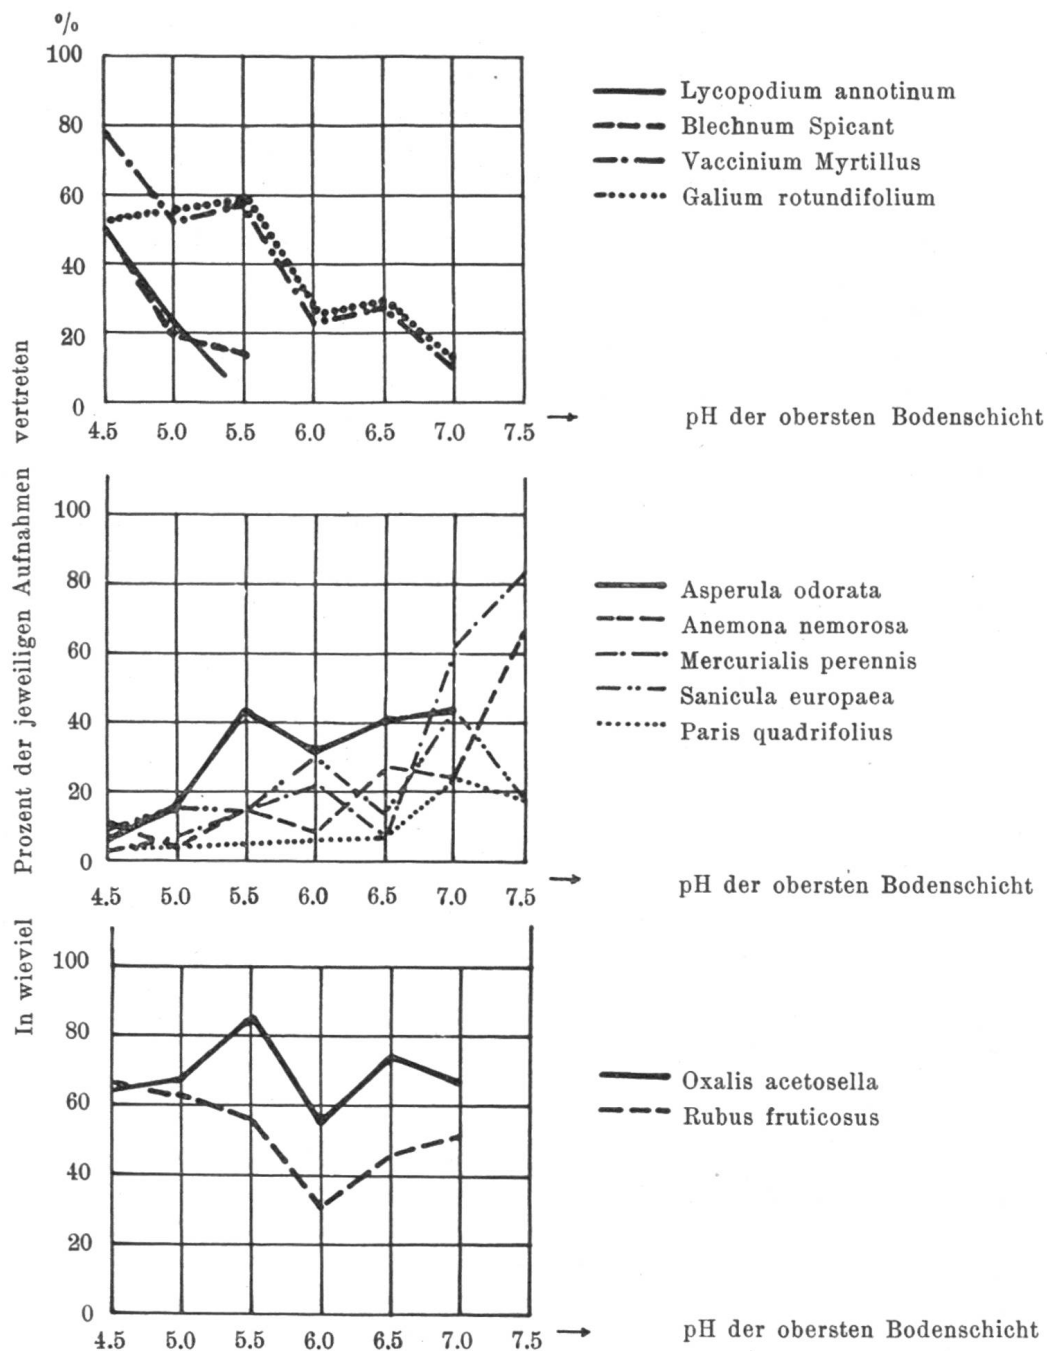 %
100
80
60
40
20
0
4.5 5.0 5.5 6.0 6.5 7.0 7.5
pH der obersten Bodenschicht
Lycopodium annotinum
Blechnum Spicant
Vaccinium Myrtillus
Galium rotundifolium
In wieviel Prozent der jeweiligen Aufnahmen vertreten
100
80
60
40
20
0
4.5 5.0 5.5 6.0 6.5 7.0 7.5
pH der obersten Bodenschicht
Asperula odorata
Anemona nemorosa
Mercurialis perennis
Sanicula europaea
Paris quadrifolius
100
80
60
40
20
0
4.5 5.0 5.5 6.0 6.5 7.0 7.5
pH der obersten Bodenschicht
Oxalis acetosella
Rubus fruticosus